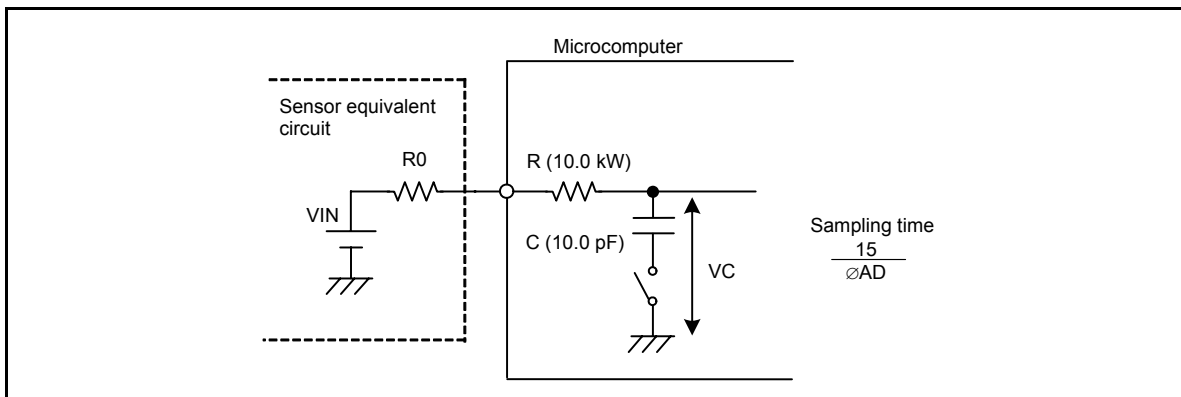 Microcomputer
Sensor equivalent
circuit
R0
R (10.0 kW)
VIN
C (10.0 pF)
VC
Sampling time
15
∅AD